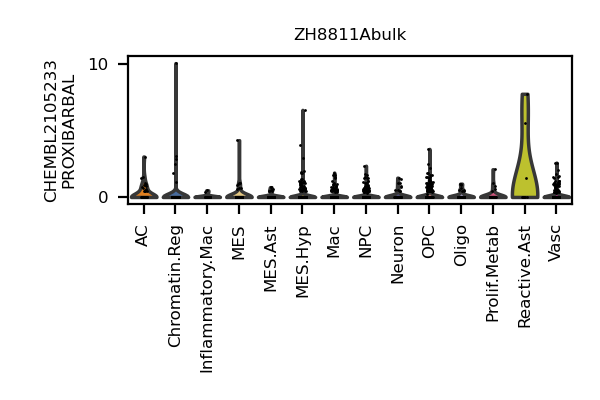 ZH8811Abulk
CHEMBL2105233
PROXIBARBAL
10
0
AC
Chromatin.Reg
Inflammatory.Mac
MES
MES.Ast
MES.Hyp
Mac
NPC
Neuron
OPC
Oligo
Prolif.Metab
Reactive.Ast
Vasc